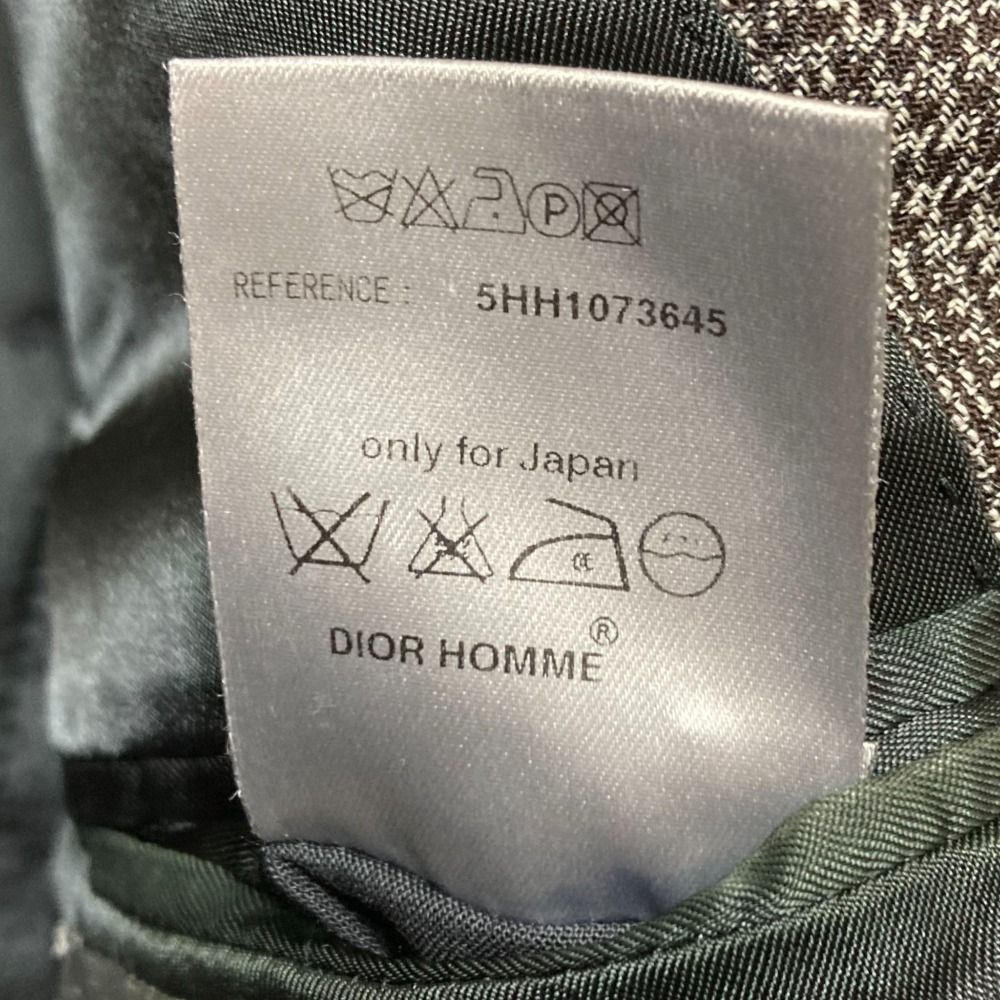 P
REFERENCE : 5HH1073645
only for Japan
DIOR HOMME®